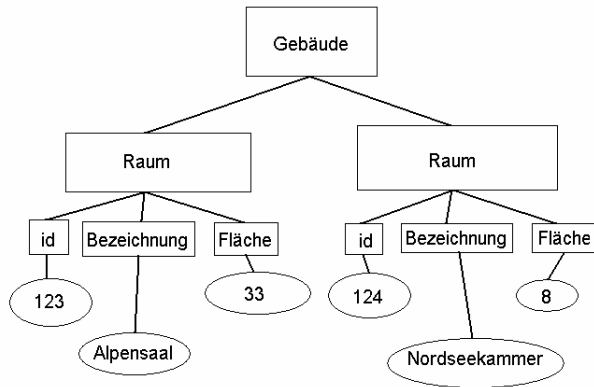 Gebäude
Raum
Raum
id
Bezeichnung
Fläche
id
Bezeichnung
Fläche
123
33
124
8
Alpensaal
Nordseekammer